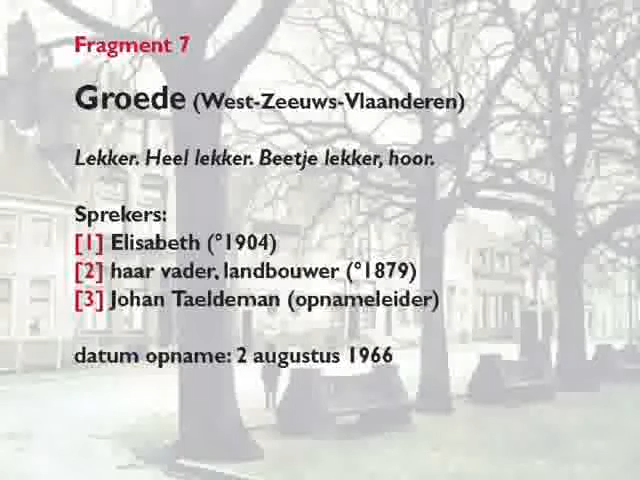 Fragment 7
Groede (West-Zeeuws-Vlaanderen)
Lekker. Heel lekker. Beetje lekker, hoor.
Sprekers:
[1] Elisabeth (°1904)
[2] haar vader, landbouwer (°1879)
[3] Johan Taeldeman (opnameleider)
datum opname: 2 augustus 1966